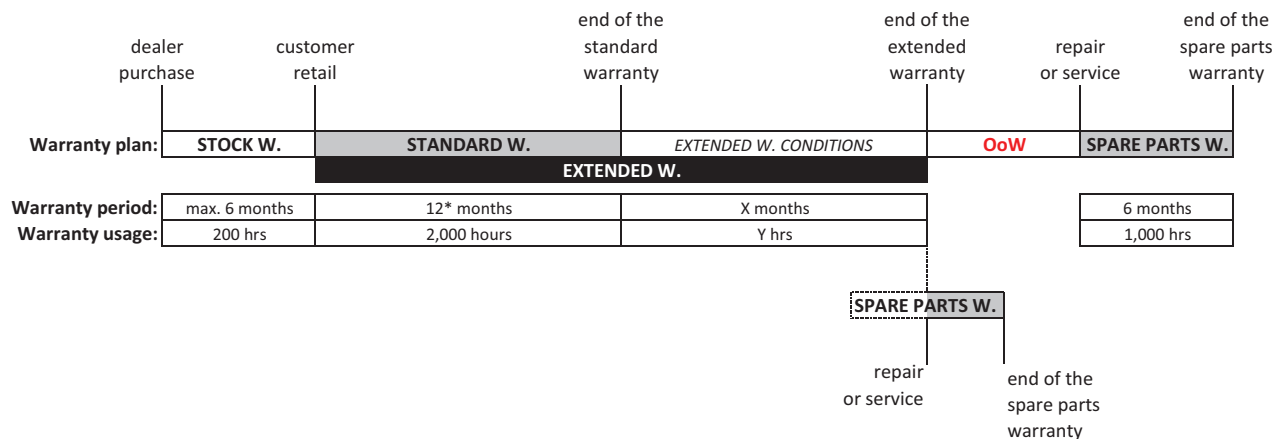 dealer
purchase
customer
retail
end of the
standard
warranty
end of the
extended
warranty
repair
or service
end of the
spare parts
warranty
Warranty plan: STOCK W. STANDARD W. EXTENDED W. CONDITIONS OoW SPARE PARTS W.
EXTENDED W.
Warranty period: max. 6 months 12* months X months 6 months
Warranty usage: 200 hrs 2,000 hours Y hrs 1,000 hrs
SPARE PARTS W.
repair
or service
end of the
spare parts
warranty